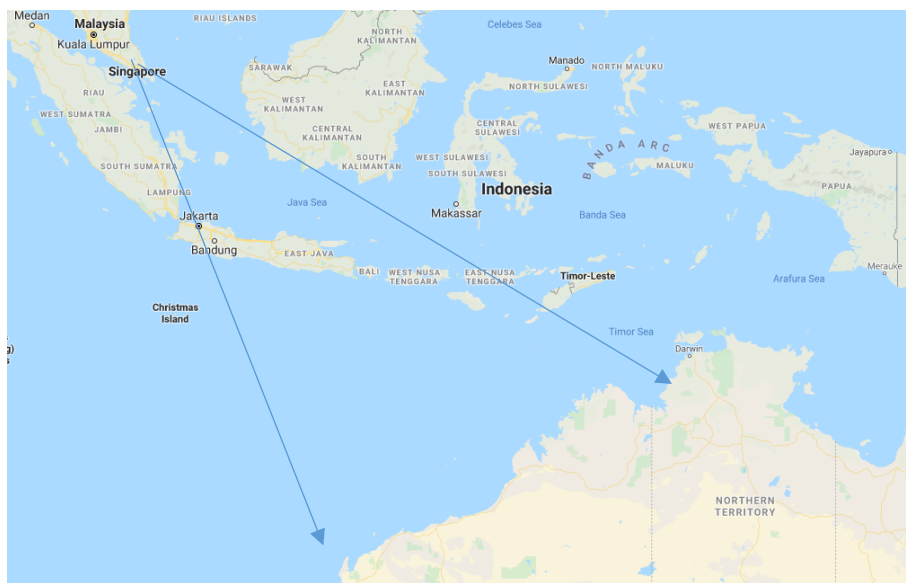 Medan
Malaysia
Kuala Lumpur
RIAU ISLANDS
NORTH
KALIMANTAN
Celebes Sea
Singapore
SARAWAK
Manado
NORTH MALUKU
NORTH SULAWESI
RIAU
WEST SUMATRA
JAMBI
WEST
KALIMANTAN
EAST
KALIMANTAN
CENTRAL
KALIMANTAN
CENTRAL
SULAWESI
WEST PAPUA
BANDA ARC
Jayapura
SOUTH SUMATRA
SOUTH
KALIMANTAN
WEST SULAWESI
SOUTH SULAWESI
MALUKU
PAPUA
LAMPUNG
Indonesia
Java Sea
Makassar
Banda Sea
Jakarta
Bandung
EAST JAVA
BALI
WEST NUSA
TENGGARA
EAST NUSA
TENGGARA
Timor-Leste
Arafura Sea
Merauke
Christmas
Island
Timor Sea
g)
s
Darwin
NORTHERN
TERRITORY